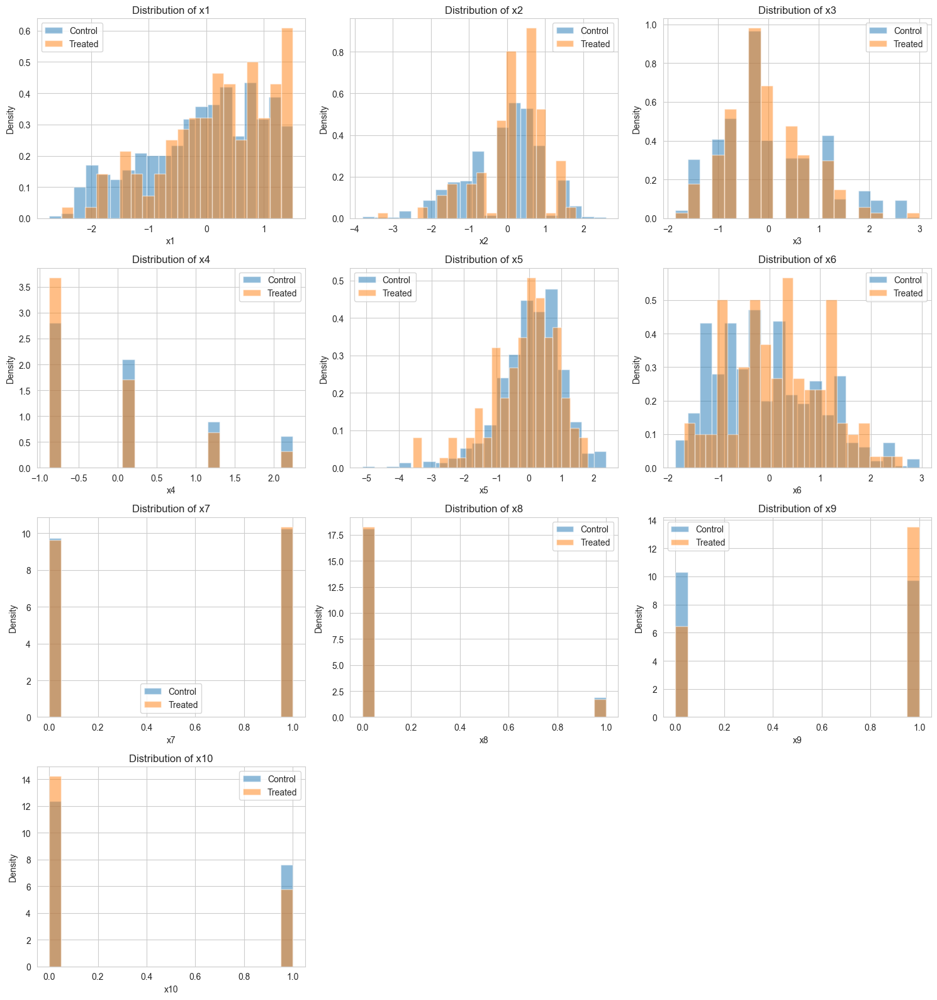 Distribution of x1
Density
0.6
0.5
0.4
0.3
0.2
0.1
0.0
Control
Treated
−2
−1
0
1
x1
Distribution of x2
Density
0.8
0.6
0.4
0.2
0.0
Control
Treated
−4
−3
−2
−1
0
1
2
x2
Distribution of x3
Density
1.0
0.8
0.6
0.4
0.2
0.0
Control
Treated
−2
−1
0
1
2
3
x3
Distribution of x4
Density
3.5
3.0
2.5
2.0
1.5
1.0
0.5
0.0
Control
Treated
−1.0
−0.5
0.0
0.5
1.0
1.5
2.0
x4
Distribution of x5
Density
0.5
0.4
0.3
0.2
0.1
0.0
Control
Treated
−5
−4
−3
−2
−1
0
1
2
x5
Distribution of x6
Density
0.5
0.4
0.3
0.2
0.1
0.0
Control
Treated
−2
−1
0
1
2
3
x6
Distribution of x7
Density
10
8
6
4
2
0
Control
Treated
0.0
0.2
0.4
0.6
0.8
1.0
x7
Distribution of x8
Density
17.5
15.0
12.5
10.0
7.5
5.0
2.5
0.0
Control
Treated
0.0
0.2
0.4
0.6
0.8
1.0
x8
Distribution of x9
Density
14
12
10
8
6
4
2
0
Control
Treated
0.0
0.2
0.4
0.6
0.8
1.0
x9
Distribution of x10
Density
14
12
10
8
6
4
2
0
Control
Treated
0.0
0.2
0.4
0.6
0.8
1.0
x10